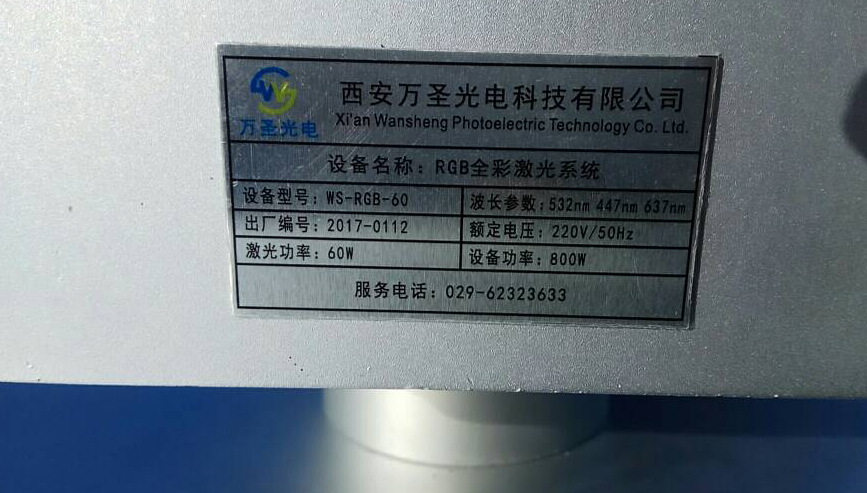 万圣光电
西安万圣光电科技有限公司
Xi'an Wansheng Photoelectric Technology Co. Ltd.
设备名称：RGB全彩激光系统
设备型号：WS-RGB-60 波长参数：532nm 447nm 637nm
出厂编号：2017-0112 额定电压：220V/50Hz
激光功率：60W 设备功率：800W
服务电话：029-62323633